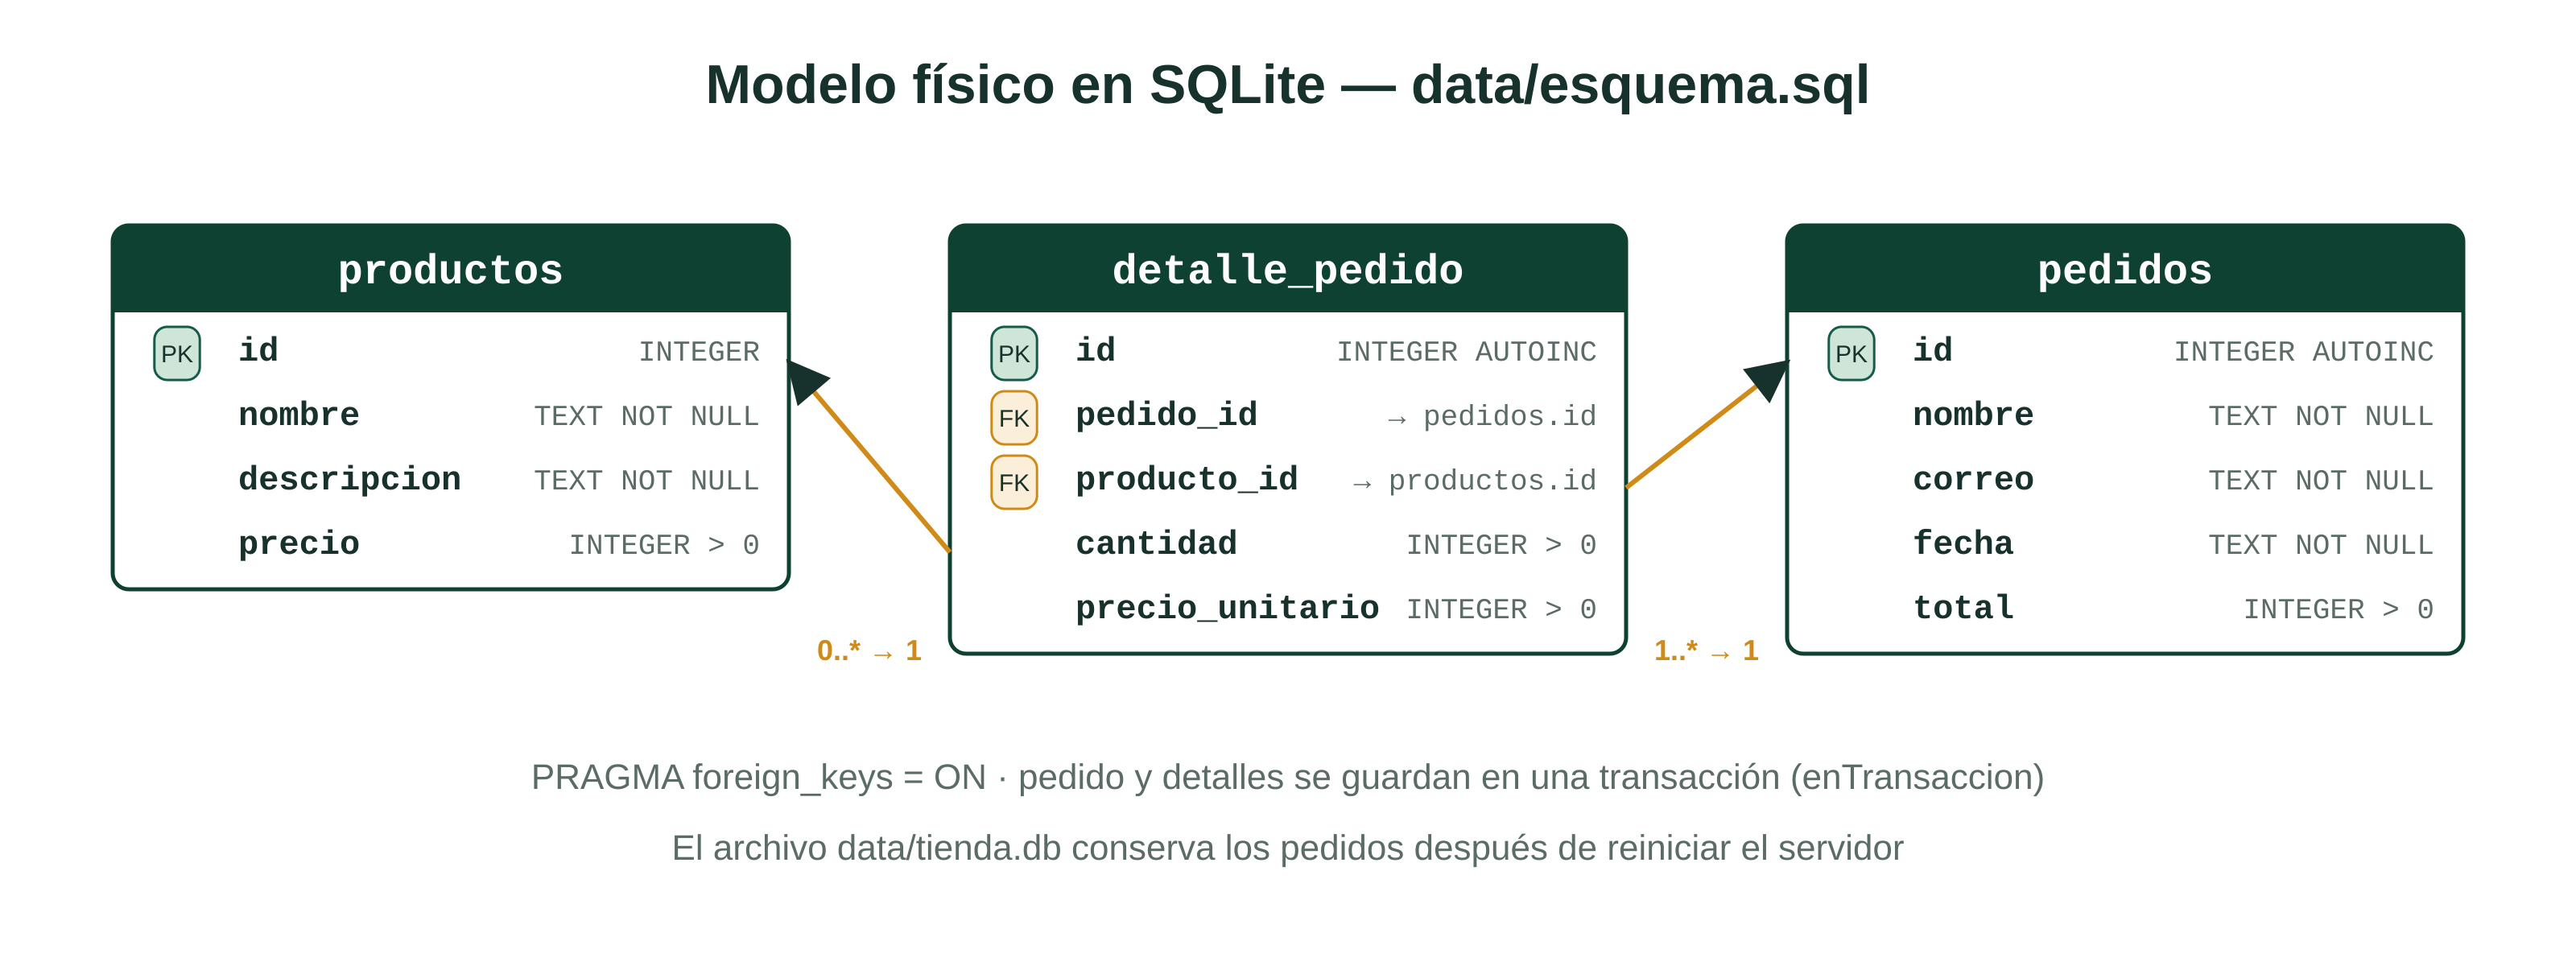 Modelo físico en SQLite — data/esquema.sql
productos
PK id INTEGER
nombre TEXT NOT NULL
descripcion TEXT NOT NULL
precio INTEGER > 0
detalle_pedido
PK id INTEGER AUTOINC
FK pedido_id → pedidos.id
FK producto_id → productos.id
cantidad INTEGER > 0
precio_unitario INTEGER > 0
pedidos
PK id INTEGER AUTOINC
nombre TEXT NOT NULL
correo TEXT NOT NULL
fecha TEXT NOT NULL
total INTEGER > 0
0..* → 1
1..* → 1
PRAGMA foreign_keys = ON · pedido y detalles se guardan en una transacción (enTransaccion)
El archivo data/tienda.db conserva los pedidos después de reiniciar el servidor